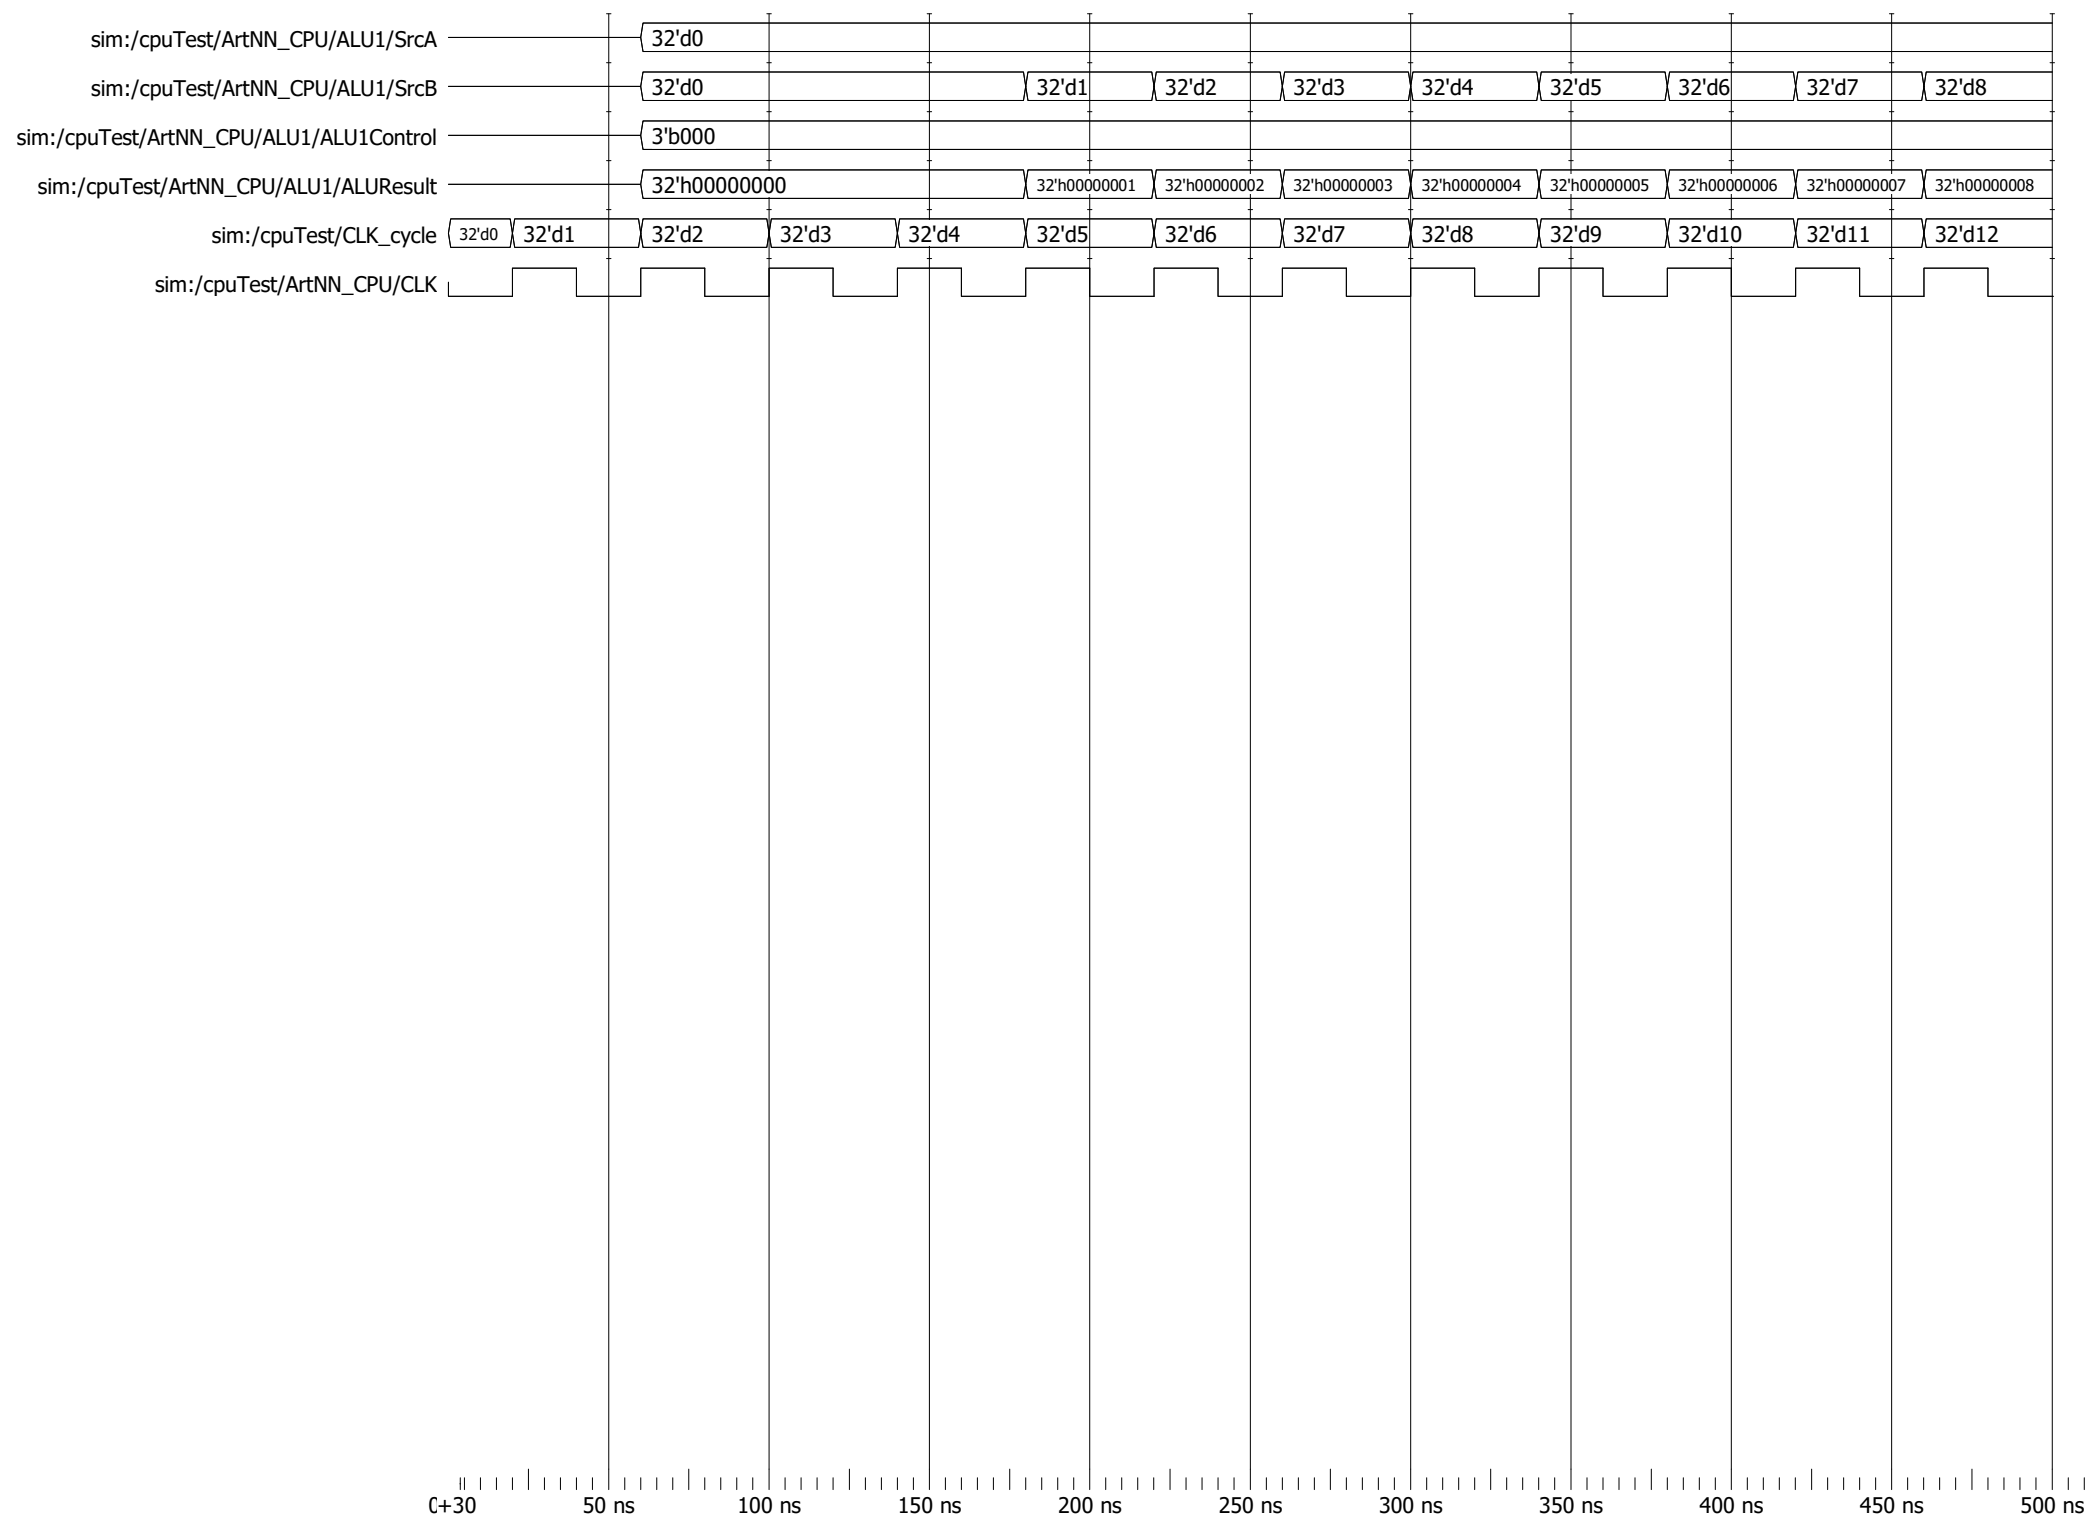 sim:/cpuTest/ArtNN_CPU/ALU1/SrcA 32'd0
sim:/cpuTest/ArtNN_CPU/ALU1/SrcB 32'd0 32'd1 32'd2 32'd3 32'd4 32'd5 32'd6 32'd7 32'd8
sim:/cpuTest/ArtNN_CPU/ALU1/ALU1Control 3'b000
sim:/cpuTest/ArtNN_CPU/ALU1/ALUResult 32'h00000000 32'h00000001 32'h00000002 32'h00000003 32'h00000004 32'h00000005 32'h00000006 32'h00000007 32'h00000008
sim:/cpuTest/CLK_cycle 32'd0 32'd1 32'd2 32'd3 32'd4 32'd5 32'd6 32'd7 32'd8 32'd9 32'd10 32'd11 32'd12
sim:/cpuTest/ArtNN_CPU/CLK
50 ns 100 ns 150 ns 200 ns 250 ns 300 ns 350 ns 400 ns 450 ns 500 ns